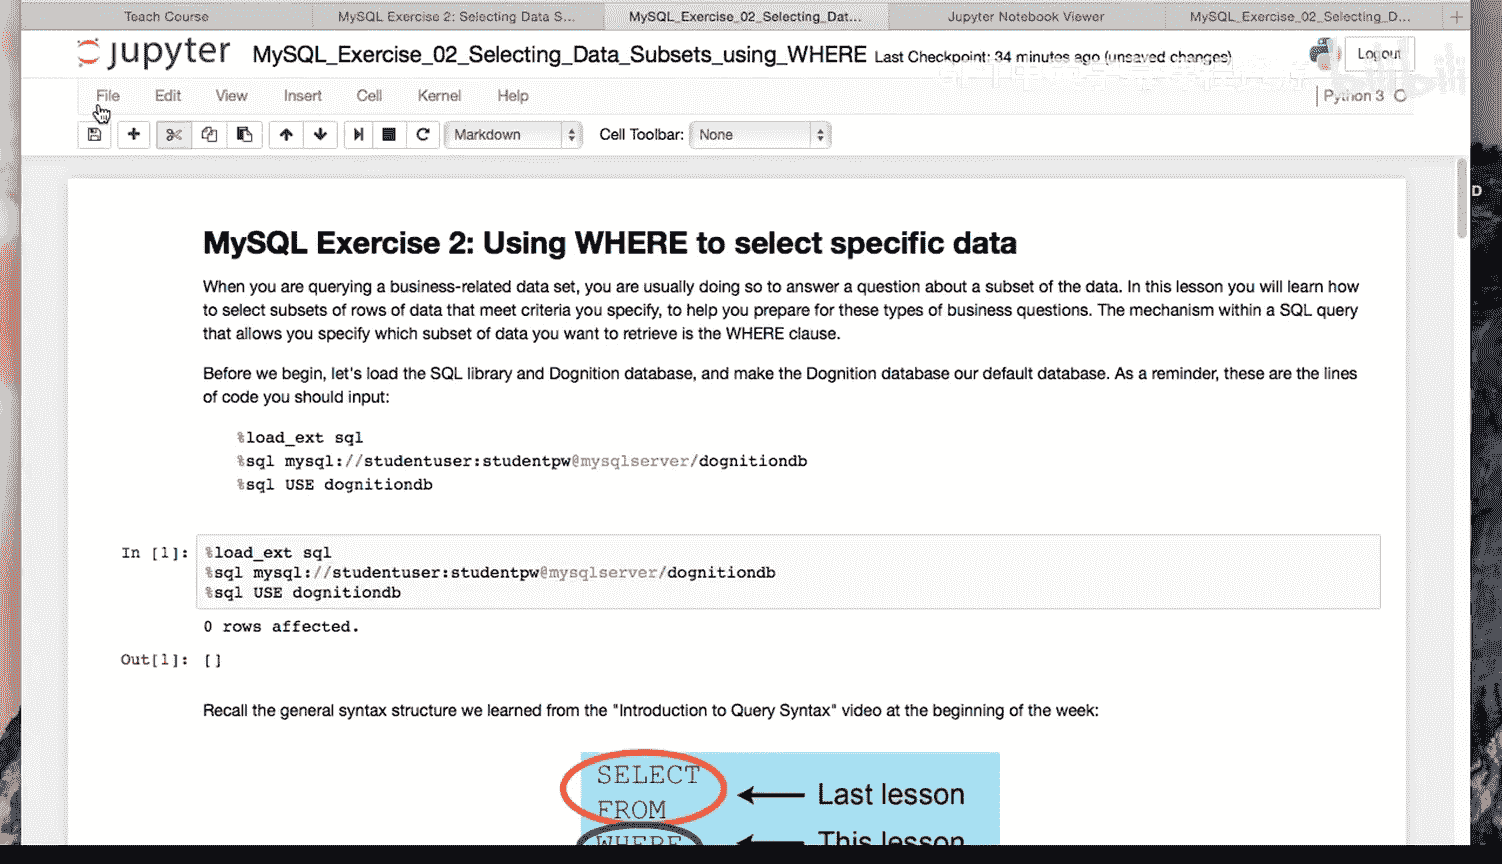 Teach Course
MySQL Exercise 2: Selecting Data S...
MySQL_Exercise_02_Selecting_Dat...
Jupyter Notebook Viewer
MySQL_Exercise_02_Selecting_D...
jupyter
MySQL_Exercise_02_Selecting_Data_Subsets_using_WHERE Last Checkpoint: 34 minutes ago (unsaved changes)
Logout
File Edit View Insert Cell Kernel Help
Python 3
Markdown
Cell Toolbar: None
D
MySQL Exercise 2: Using WHERE to select specific data
When you are querying a business-related data set, you are usually doing so to answer a question about a subset of the data. In this lesson you will learn how
to select subsets of rows of data that meet criteria you specify, to help you prepare for these types of business questions. The mechanism within a SQL query
that allows you specify which subset of data you want to retrieve is the WHERE clause.
Before we begin, let's load the SQL library and Dognition database, and make the Dognition database our default database. As a reminder, these are the lines
of code you should input:
%load_ext sql
%sql mysql://studentuser:studentpw@mysqlserver/dognitiondb
%sql USE dognitiondb
In [1]: %load_ext sql
%sql mysql://studentuser:studentpw@mysqlserver/dognitiondb
%sql USE dognitiondb
0 rows affected.
Out[1]: []
Recall the general syntax structure we learned from the "Introduction to Query Syntax" video at the beginning of the week:
SELECT
FROM
Last lesson
WHERE
This lesson
bilibili